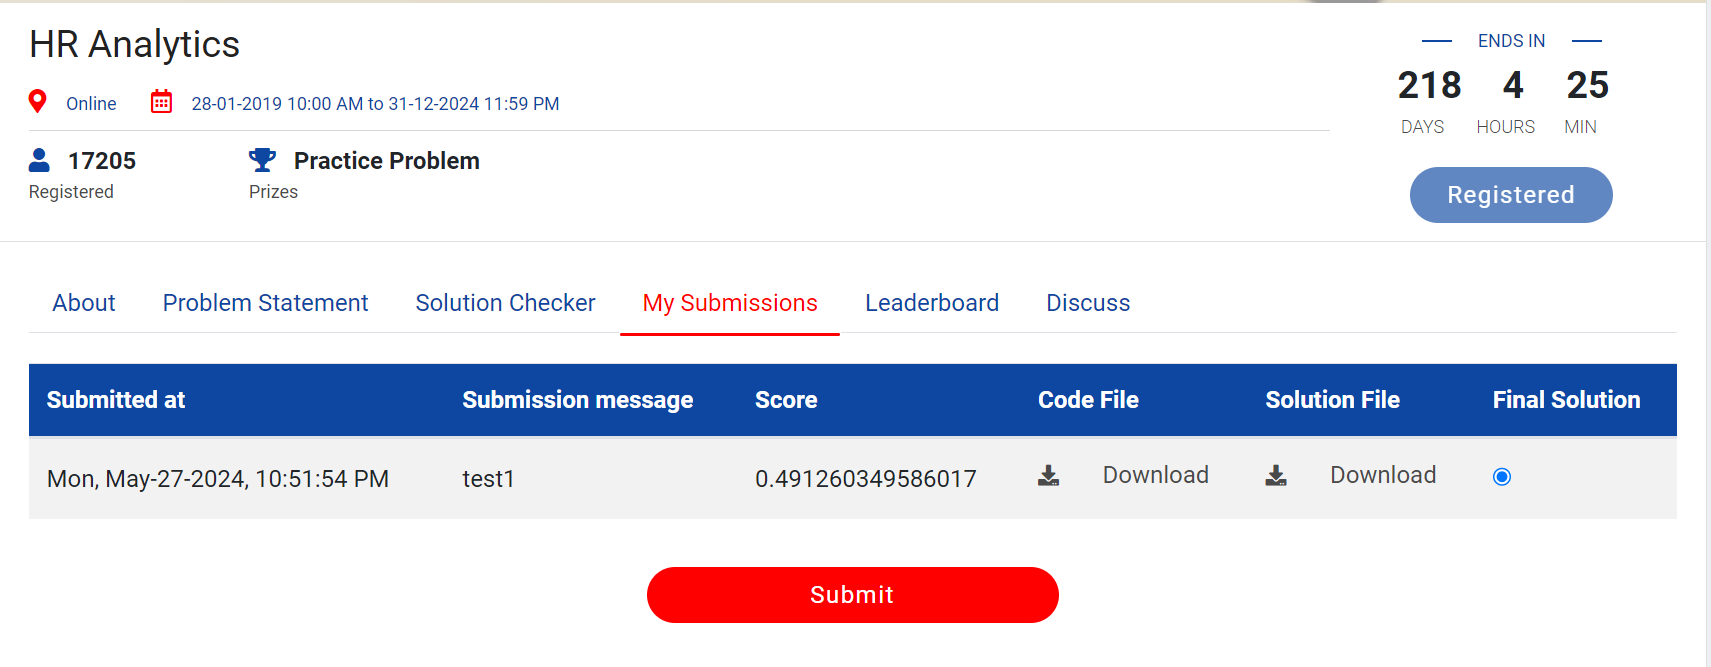 HR Analytics
Online 28-01-2019 10:00 AM to 31-12-2024 11:59 PM
17205 Practice Problem
Registered Prizes
ENDS IN
218 4 25
DAYS HOURS MIN
Registered
About Problem Statement Solution Checker My Submissions Leaderboard Discuss
Submitted at Submission message Score Code File Solution File Final Solution
Mon, May-27-2024, 10:51:54 PM test1 0.491260349586017 Download Download
Submit